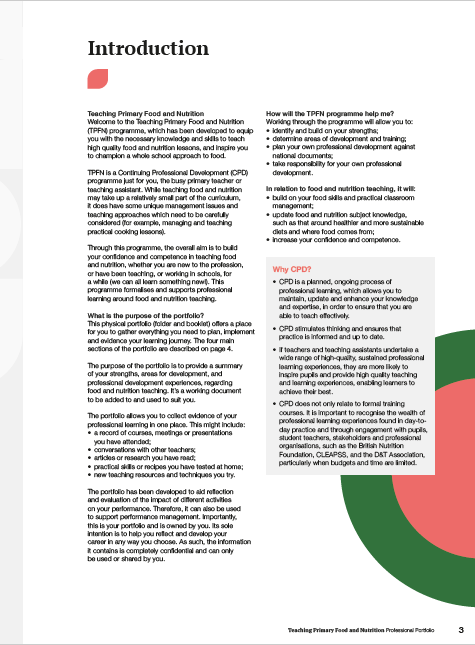 Introduction
Teaching Primary Food and Nutrition
Welcome to the Teaching Primary Food and Nutrition
(TPFN) programme, which has been developed to equip
you with the necessary knowledge and skills to teach
high quality food and nutrition lessons, and inspire you
to champion a whole school approach to food.
TPFN is a Continuing Professional Development (CPD)
programme just for you, the busy primary teacher or
teaching assistant. While teaching food and nutrition
may take up a relatively small part of the curriculum,
it does have some unique management issues and
teaching approaches which need to be carefully
considered (for example, managing and teaching
practical cooking lessons).
Through this programme, the overall aim is to build
your confidence and competence in teaching food
and nutrition, whether you are new to the profession,
or have been teaching, or working in schools, for
a while (we can all learn something new!). This
programme formalises and supports professional
learning around food and nutrition teaching.
What is the purpose of the portfolio?
This physical portfolio (folder and booklet) offers a place
for you to gather everything you need to plan, implement
and evidence your learning journey. The four main
sections of the portfolio are described on page 4.
The purpose of the portfolio is to provide a summary
of your strengths, areas for development, and
professional development experiences, regarding
food and nutrition teaching. It's a working document
to be added to and used to suit you.
The portfolio allows you to collect evidence of your
professional learning in one place. This might include:
• a record of courses, meetings or presentations
you have attended;
• conversations with other teachers;
• articles or research you have read;
• practical skills or recipes you have tested at home;
• new teaching resources and techniques you try.
The portfolio has been developed to aid reflection
and evaluation of the impact of different activities
on your performance. Therefore, it can also be used
to support performance management. Importantly,
this is your portfolio and is owned by you. Its sole
intention is to help you reflect and develop your
career in any way you choose. As such, the information
it contains is completely confidential and can only
be used or shared by you.
How will the TPFN programme help me?
Working through the programme will allow you to:
• identify and build on your strengths;
• determine areas of development and training;
• plan your own professional development against
national documents;
• take responsibility for your own professional
development.
In relation to food and nutrition teaching, it will:
• build on your food skills and practical classroom
management;
• update food and nutrition subject knowledge,
such as that around healthier and more sustainable
diets and where food comes from;
• increase your confidence and competence.
Why CPD?
• CPD is a planned, ongoing process of
professional learning, which allows you to
maintain, update and enhance your knowledge
and expertise, in order to ensure that you are
able to teach effectively.
• CPD stimulates thinking and ensures that
practice is informed and up to date.
• If teachers and teaching assistants undertake a
wide range of high-quality, sustained professional
learning experiences, they are more likely to
inspire pupils and provide high quality teaching
and learning experiences, enabling learners to
achieve their best.
• CPD does not only relate to formal training
courses. It is important to recognise the wealth of
professional learning experiences found in day-to-
day practice and through engagement with pupils,
student teachers, stakeholders and professional
organisations, such as the British Nutrition
Foundation, CLEAPSS, and the D&T Association,
particularly when budgets and time are limited.
Teaching Primary Food and Nutrition Professional Portfolio 3